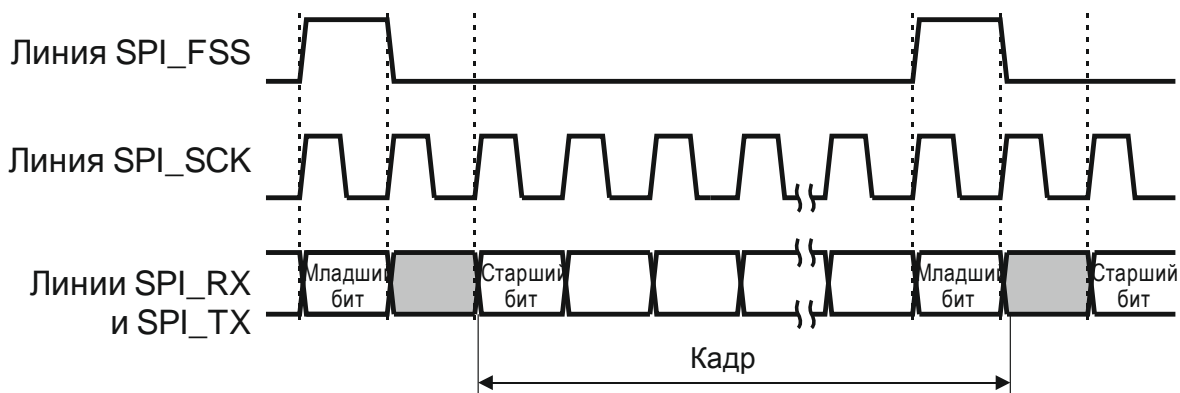 Линия SPI_FSS
Линия SPI_SCK
Линии SPI_RX
и SPI_TX
Младший
бит
Старший
бит
Младший
бит
Старший
бит
Кадр